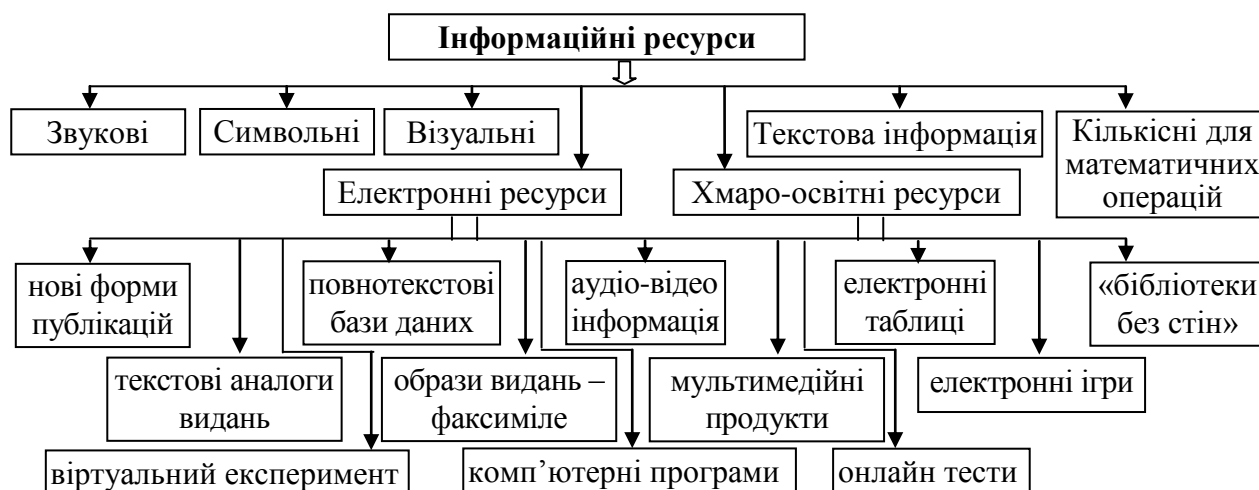 Інформаційні ресурси
Звукові
Символьні
Візуальні
Текстова інформація
Кількісні для
математичних
операцій
Електронні ресурси
Хмаро-освітні ресурси
нові форми
публікацій
повнотекстові
бази даних
аудіо-відео
інформація
електронні
таблиці
«бібліотеки
без стін»
текстові аналоги
видань
образи видань –
факсиміле
мультимедійні
продукти
електронні ігри
віртуальний експеримент
комп’ютерні програми
онлайн тести